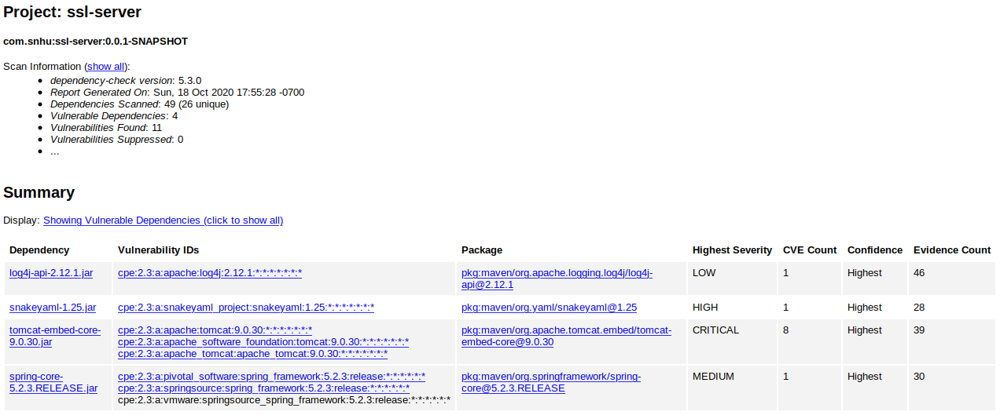 Project: ssl-server
com.snhu:ssl-server:0.0.1-SNAPSHOT
Scan Information (show all):
• dependency-check version: 5.3.0
• Report Generated On: Sun, 18 Oct 2020 17:55:28 -0700
• Dependencies Scanned: 49 (26 unique)
• Vulnerable Dependencies: 4
• Vulnerabilities Found: 11
• Vulnerabilities Suppressed: 0
• ...
Summary
Display: Showing Vulnerable Dependencies (click to show all)
Dependency Vulnerability IDs Package Highest Severity CVE Count Confidence Evidence Count
log4j-api-2.12.1.jar cpe:2.3:a:apache:log4j:2.12.1:*:*:*:*:*:*:* pkg:maven/org.apache.logging.log4j/log4j- LOW 1 Highest 46
api@2.12.1
snakeyaml-1.25.jar cpe:2.3:a:snakeyaml_project:snakeyaml:1.25:*:*:*:*:*:*:* pkg:maven/org.yaml/snakeyaml@1.25 HIGH 1 Highest 28
tomcat-embed-core- cpe:2.3:a:apache:tomcat:9.0.30:*:*:*:*:*:*:* pkg:maven/org.apache.tomcat.embed/tomcat- CRITICAL 8 Highest 39
9.0.30.jar cpe:2.3:a:apache_software_foundation:tomcat:9.0.30:*:*:*:*:*:*:* embed-core@9.0.30
cpe:2.3:a:apache_tomcat:apache_tomcat:9.0.30:*:*:*:*:*:*:*
spring-core- cpe:2.3:a:pivotal_software:spring_framework:5.2.3:release:*:*:*:*:*:* pkg:maven/org.springframework/spring- MEDIUM 1 Highest 30
5.2.3.RELEASE.jar cpe:2.3:a:springsource:spring_framework:5.2.3:release:*:*:*:*:*:* core@5.2.3.RELEASE
cpe:2.3:a:vmware:springsource_spring_framework:5.2.3:release:*:*:*:*:*:*